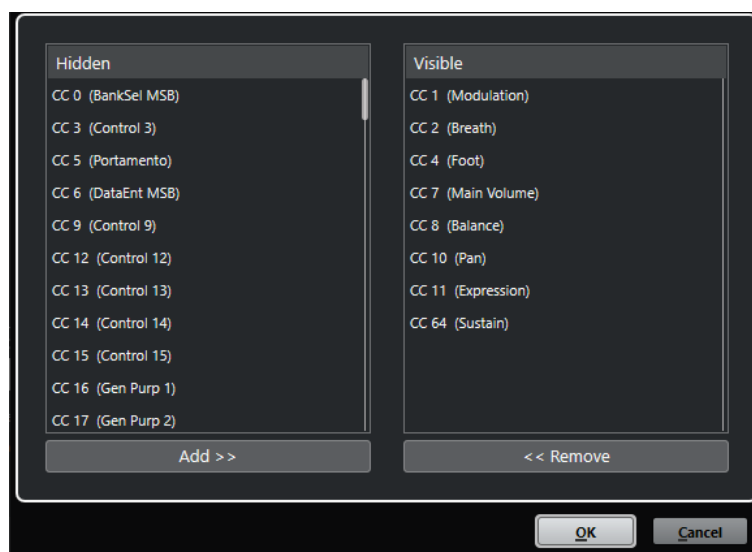 Hidden
CC 0 (BankSel MSB)
CC 3 (Control 3)
CC 5 (Portamento)
CC 6 (DataEnt MSB)
CC 9 (Control 9)
CC 12 (Control 12)
CC 13 (Control 13)
CC 14 (Control 14)
CC 15 (Control 15)
CC 16 (Gen Purp 1)
CC 17 (Gen Purp 2)
Add >>
Visible
CC 1 (Modulation)
CC 2 (Breath)
CC 4 (Foot)
CC 7 (Main Volume)
CC 8 (Balance)
CC 10 (Pan)
CC 11 (Expression)
CC 64 (Sustain)
<< Remove
OK
Cancel